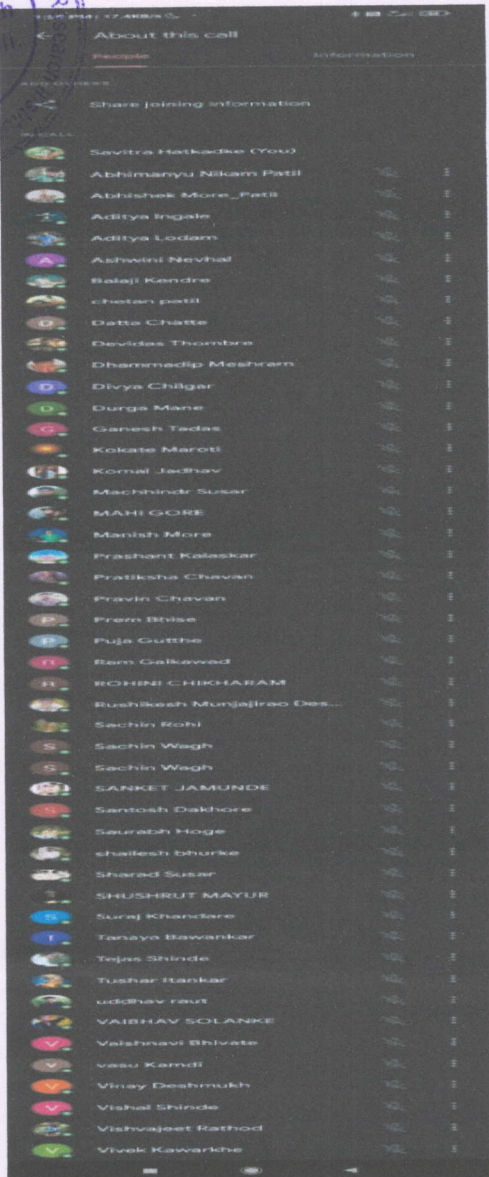 About this call
People Information
ADD OTHERS
Share joining information
IN CALL
Savitra Hatkadke (You)
Abhimanyu Nikam Patil
Abhishek More_Patil
Aditya Ingale
Aditya Lodam
A Ashwini Nevhal
Balaji Kendre
chetan patil
D Datta Chatte
Devidas Thombre
Dhammadip Meshram
D Divya Chilgar
D Durga Mane
G Ganesh Tadas
Kokate Maroti
Komal Jadhav
Machhindr Susar
MAHI GORE
Manish More
Prashant Kalaskar
Pratiksha Chavan
Pravin Chavan
P Prem Bhise
P Puja Gutthe
R Ram Gaikawad
R ROHINI CHIKHARAM
Rushikesh Munjajirao Des...
Sachin Rohi
S Sachin Wagh
S Sachin Wagh
SANKET JAMUNDE
S Santosh Dakhore
Saurabh Hoge
shailesh bhurke
Sharad Susar
SHUSHRUT MAYUR
S Suraj Khandare
T Tanaya Bawankar
Tejas Shinde
Tushar Itankar
uddhav raut
VAIBHAV SOLANKE
V Vaishnavi Bhivate
V vasu Kamdi
V Vinay Deshmukh
V Vishal Shinde
Vishvajeet Rathod
V Vivek Kawarkhe